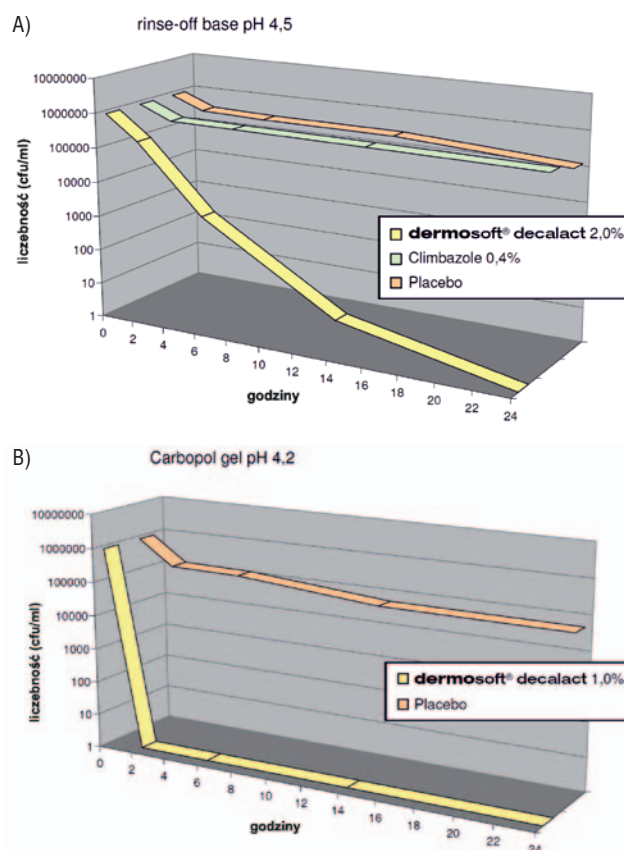 A)
rinse-off base pH 4,5
liczebność (cfu/ml)
10000000
1000000
100000
10000
1000
100
10
1
0 2 4 6 8 10 12 14 16 18 20 22 24
godziny
dermosoft® decalact 2,0%
Climbazole 0,4%
Placebo
B)
Carbopol gel pH 4,2
liczebność (cfu/ml)
10000000
1000000
100000
10000
1000
100
10
1
0 2 4 6 8 10 12 14 16 18 20 22 24
godziny
dermosoft® decalact 1,0%
Placebo